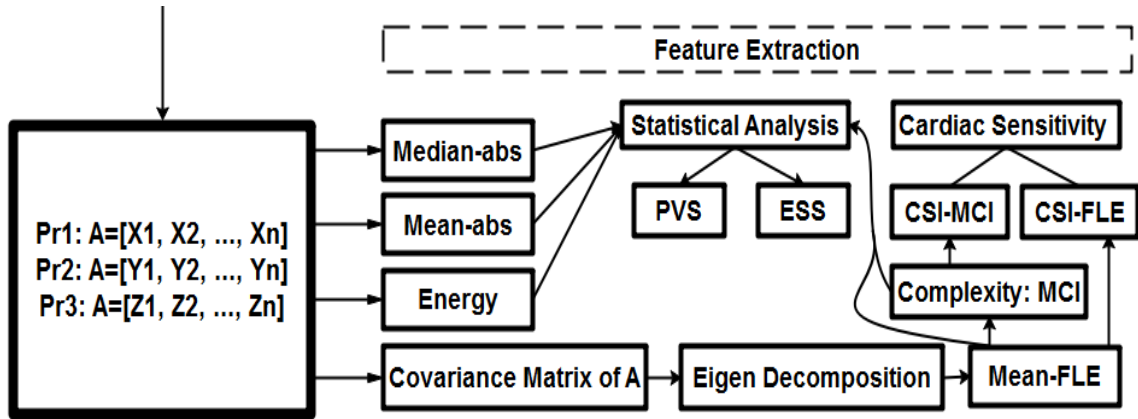 Feature Extraction
Statistical Analysis
Cardiac Sensitivity
Median-abs
PVS
ESS
CSI-MCI
CSI-FLE
Mean-abs
Pr1: A=[X1, X2, ..., Xn]
Pr2: A=[Y1, Y2, ..., Yn]
Pr3: A=[Z1, Z2, ..., Zn]
Energy
Complexity: MCI
Covariance Matrix of A
Eigen Decomposition
Mean-FLE